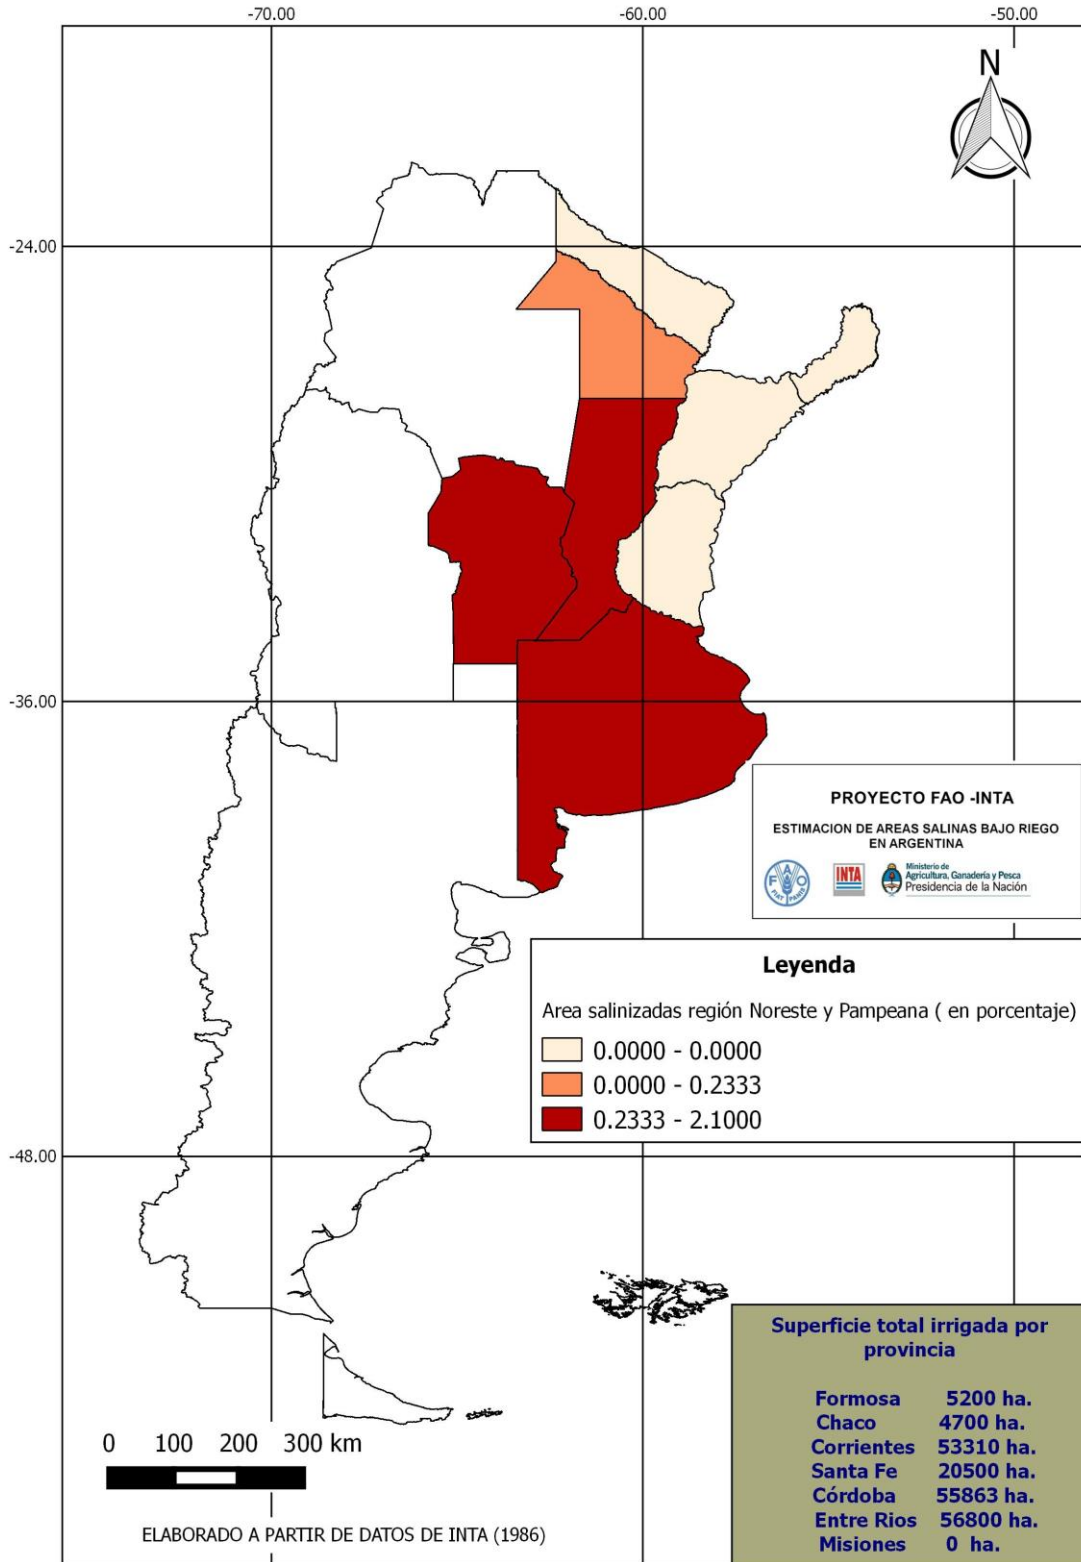 -70.00 -60.00 -50.00
N
-24.00
-36.00
PROYECTO FAO -INTA
ESTIMACION DE AREAS SALINAS BAJO RIEGO
EN ARGENTINA
F A O
FIAT PANIS
INTA
Ministerio de
Agricultura, Ganadería y Pesca
Presidencia de la Nación
Leyenda
Area salinizadas región Noreste y Pampeana ( en porcentaje)
0.0000 - 0.0000
0.0000 - 0.2333
0.2333 - 2.1000
-48.00
Superficie total irrigada por
provincia
Formosa 5200 ha.
Chaco 4700 ha.
Corrientes 53310 ha.
Santa Fe 20500 ha.
Córdoba 55863 ha.
Entre Rios 56800 ha.
Misiones 0 ha.
0 100 200 300 km
ELABORADO A PARTIR DE DATOS DE INTA (1986)